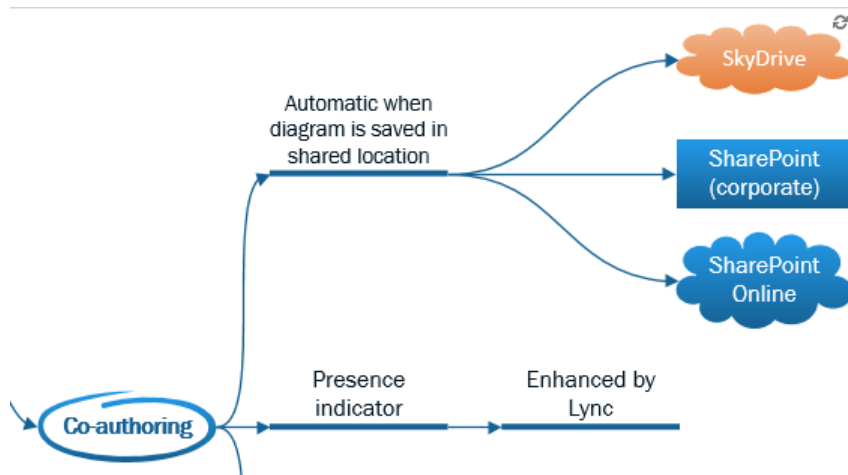 SkyDrive
Automatic when
diagram is saved in
shared location
SharePoint
(corporate)
SharePoint
Online
Co-authoring
Presence
indicator
Enhanced by
Lync